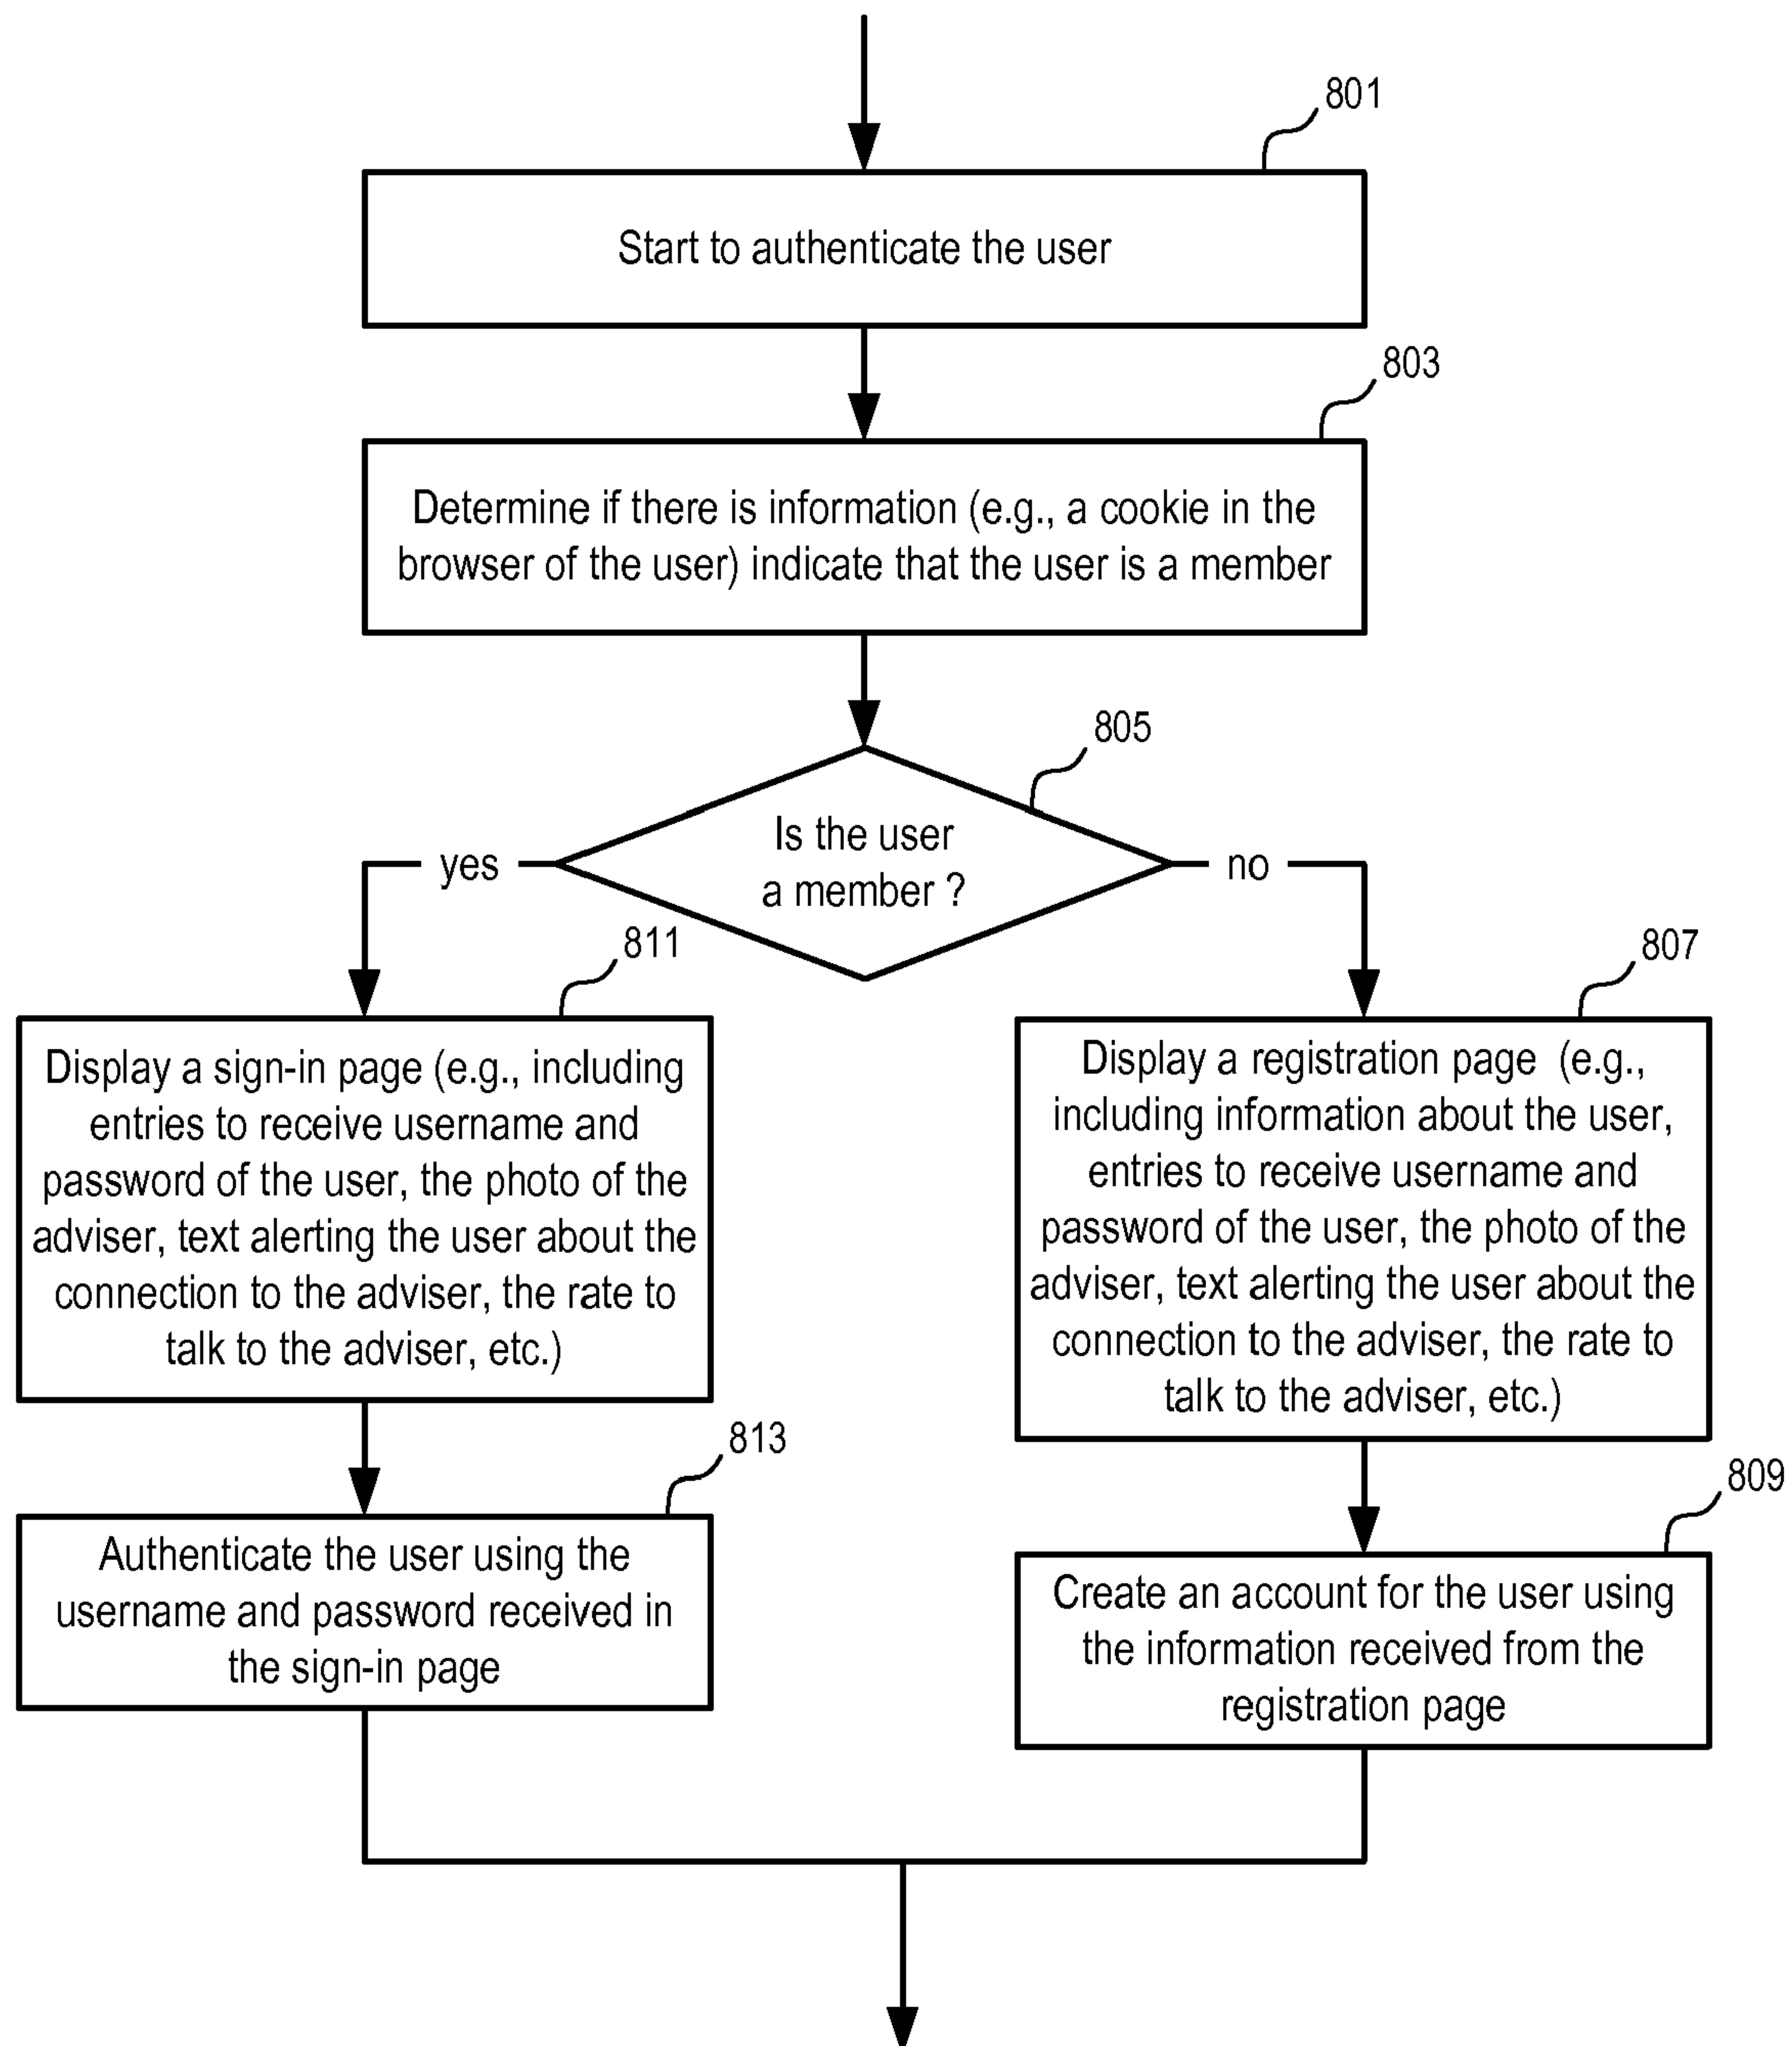 801
Start to authenticate the user
803
Determine if there is information (e.g., a cookie in the
browser of the user) indicate that the user is a member
805
Is the user
a member ?
yes
no
811
Display a sign-in page (e.g., including
entries to receive username and
password of the user, the photo of the
adviser, text alerting the user about the
connection to the adviser, the rate to
talk to the adviser, etc.)
807
Display a registration page (e.g.,
including information about the user,
entries to receive username and
password of the user, the photo of the
adviser, text alerting the user about the
connection to the adviser, the rate to
talk to the adviser, etc.)
813
Authenticate the user using the
username and password received in
the sign-in page
809
Create an account for the user using
the information received from the
registration page